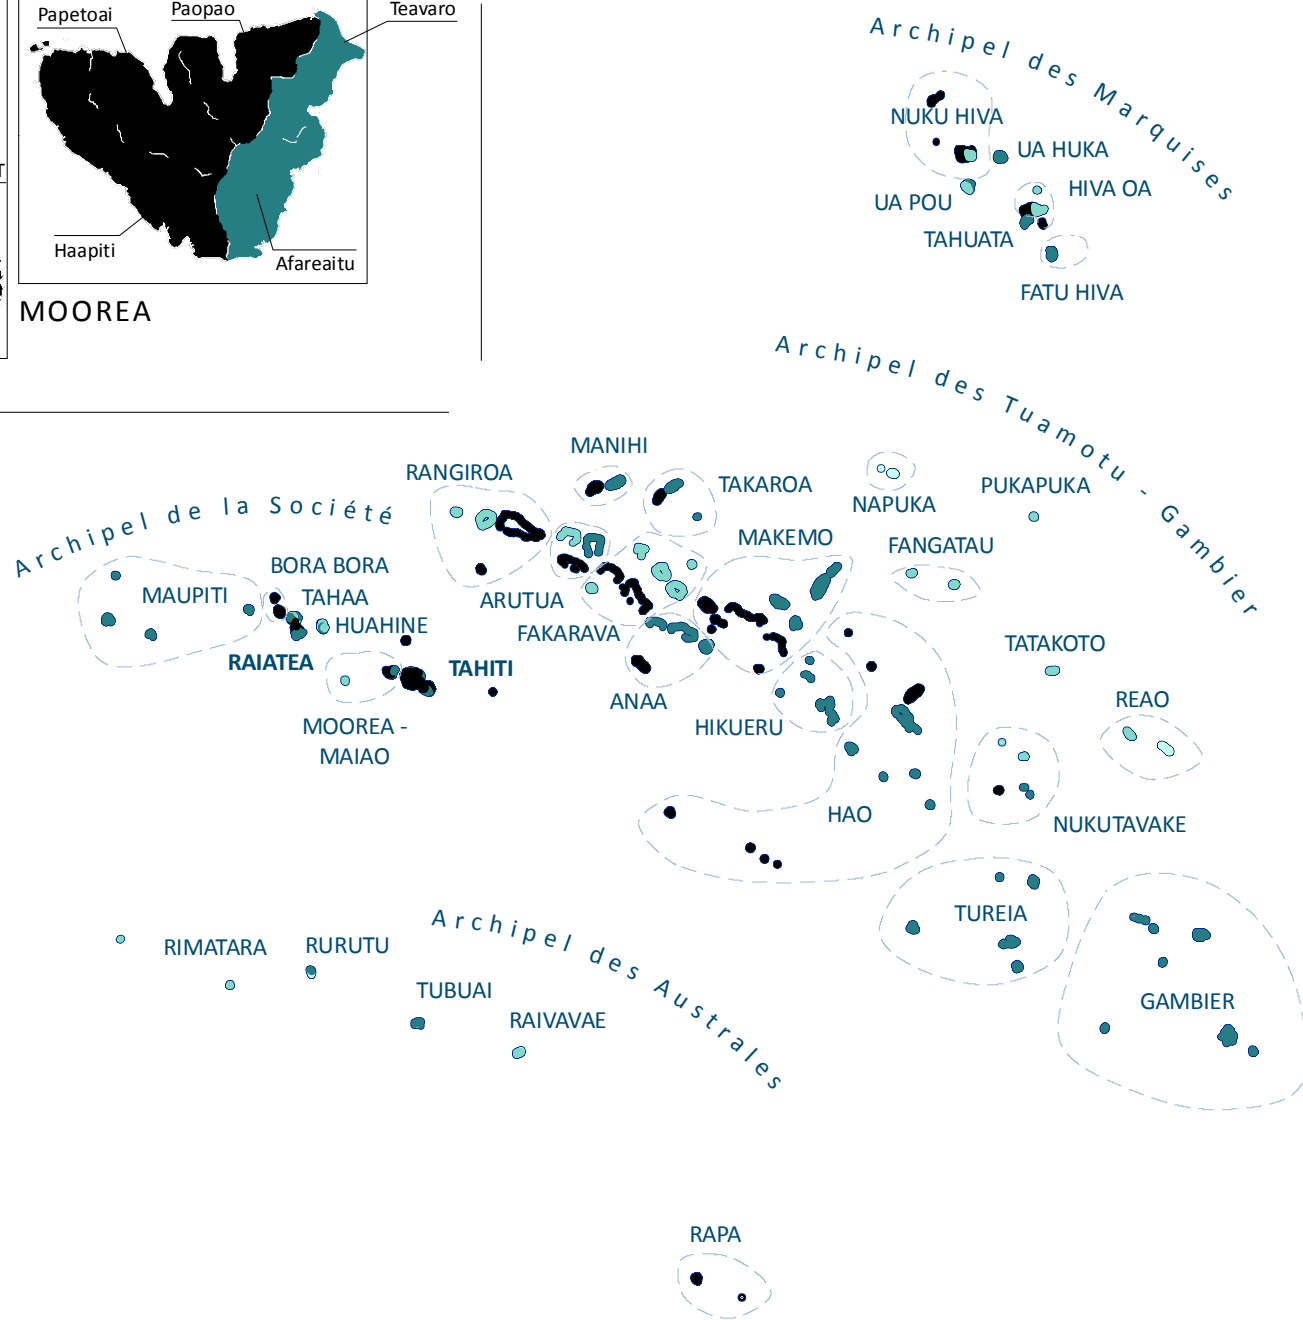 Papetoai
Paopao
Teavaro
Haapiti
Afareaitu
MOOREA
Archipel des Marquises
NUKU HIVA
UA HUKA
HIVA OA
UA POU
TAHUATA
FATU HIVA
Archipel des Tuamotu - Gambier
MANIHI
RANGIROA
TAKAROA
NAPUKA
PUKAPUKA
Archipel de la Société
MAKEMO
FANGATAU
BORA BORA
MAUPITI
TAHAA
ARUTUA
HUAHINE
FAKARAVA
TATAKOTO
RAIATEA
TAHITI
ANAA
REAO
MOOREA -
MAIAO
HIKUERU
HAO
NUKUTAVAKE
Archipel des Australes
TUREIA
RIMATARA
RURUTU
TUBUAI
GAMBIER
RAIVAVAE
RAPA